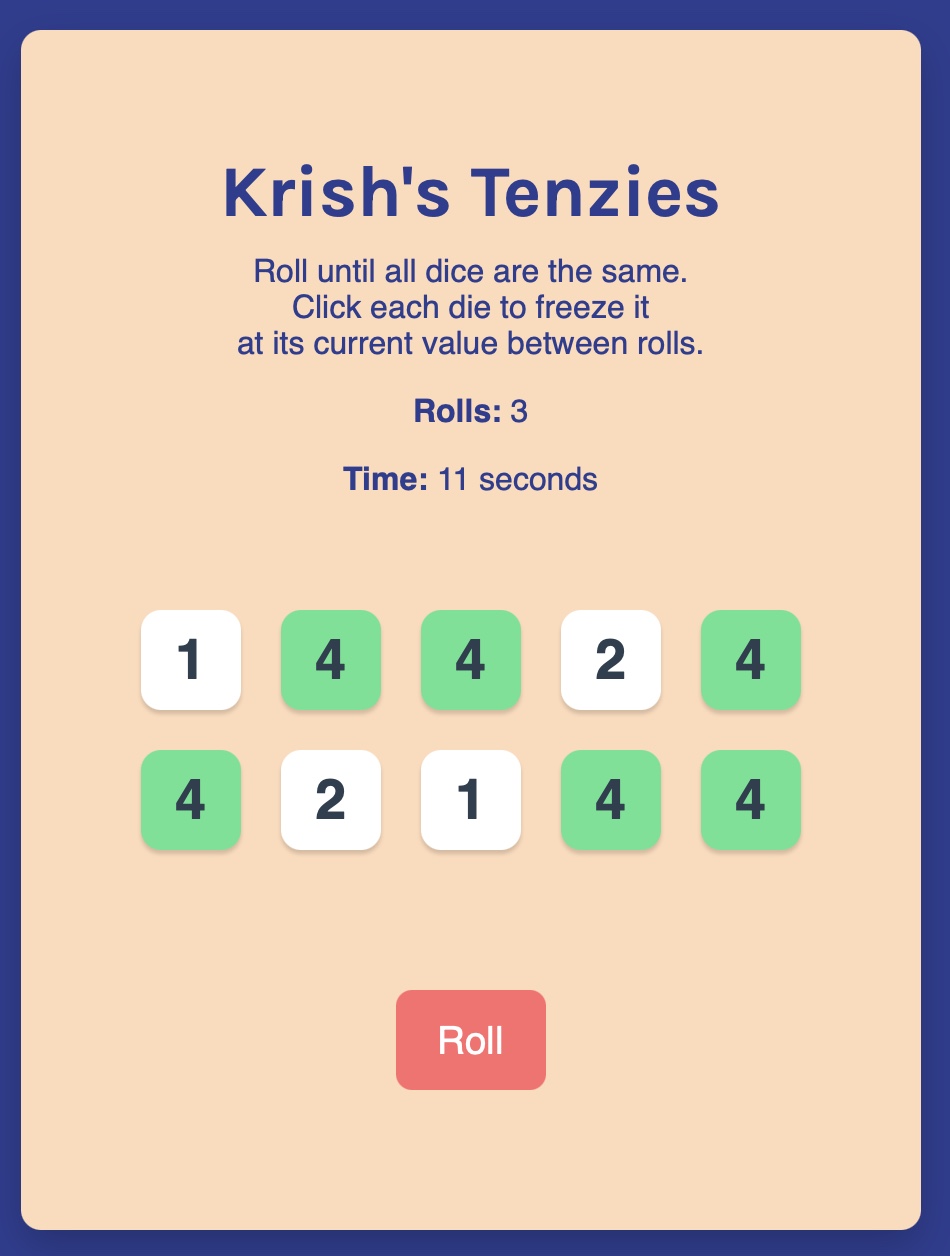 Krish's Tenzies
Roll until all dice are the same.
Click each die to freeze it
at its current value between rolls.
Rolls: 3
Time: 11 seconds
1 4 4 2 4
4 2 1 4 4
Roll